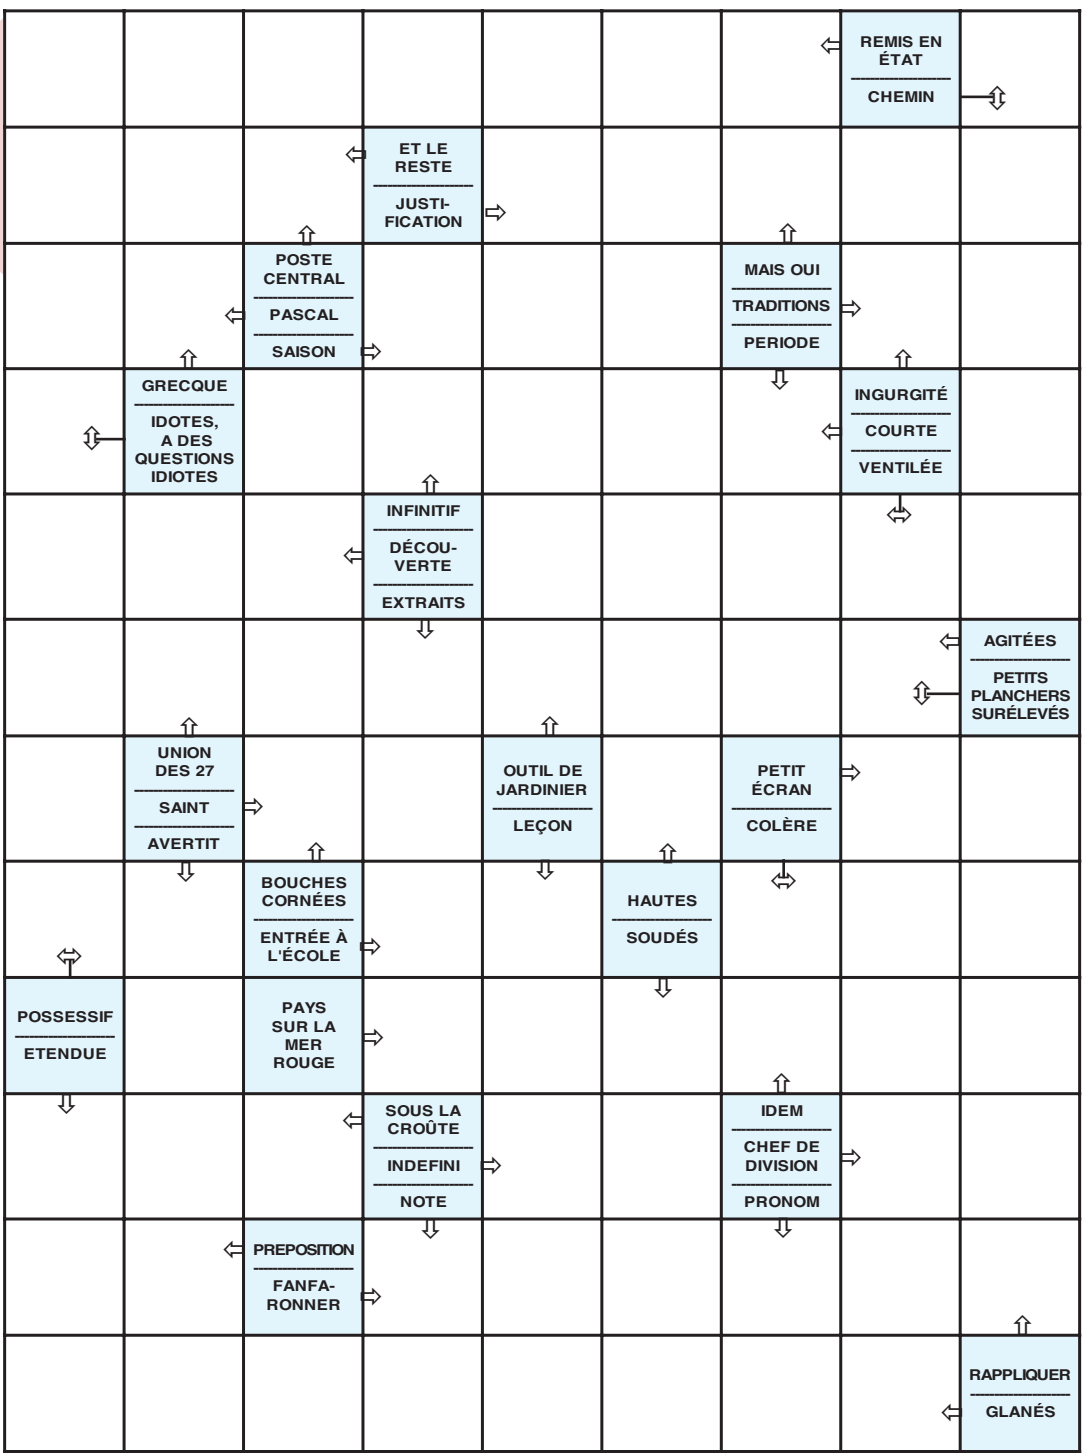 REMIS EN
ÉTAT
CHEMIN
ET LE
RESTE
JUSTI-
FICATION
POSTE
CENTRAL
PASCAL
SAISON
MAIS OUI
TRADITIONS
PERIODE
GRECQUE
IDOTES,
A DES
QUESTIONS
IDIOTES
INGURGITÉ
COURTE
VENTILÉE
INFINITIF
DÉCOU-
VERTE
EXTRAITS
AGITÉES
PETITS
PLANCHERS
SURÉLEVÉS
UNION
DES 27
SAINT
AVERTIT
OUTIL DE
JARDINIER
LEÇON
PETIT
ÉCRAN
COLÈRE
BOUCHES
CORNÉES
ENTRÉE À
L'ÉCOLE
HAUTES
SOUDÉS
POSSESSIF
ETENDUE
PAYS
SUR LA
MER
ROUGE
SOUS LA
CROÛTE
INDEFINI
NOTE
IDEM
CHEF DE
DIVISION
PRONOM
PREPOSITION
FANFA-
RONNER
RAPPLIQUER
GLANÉS